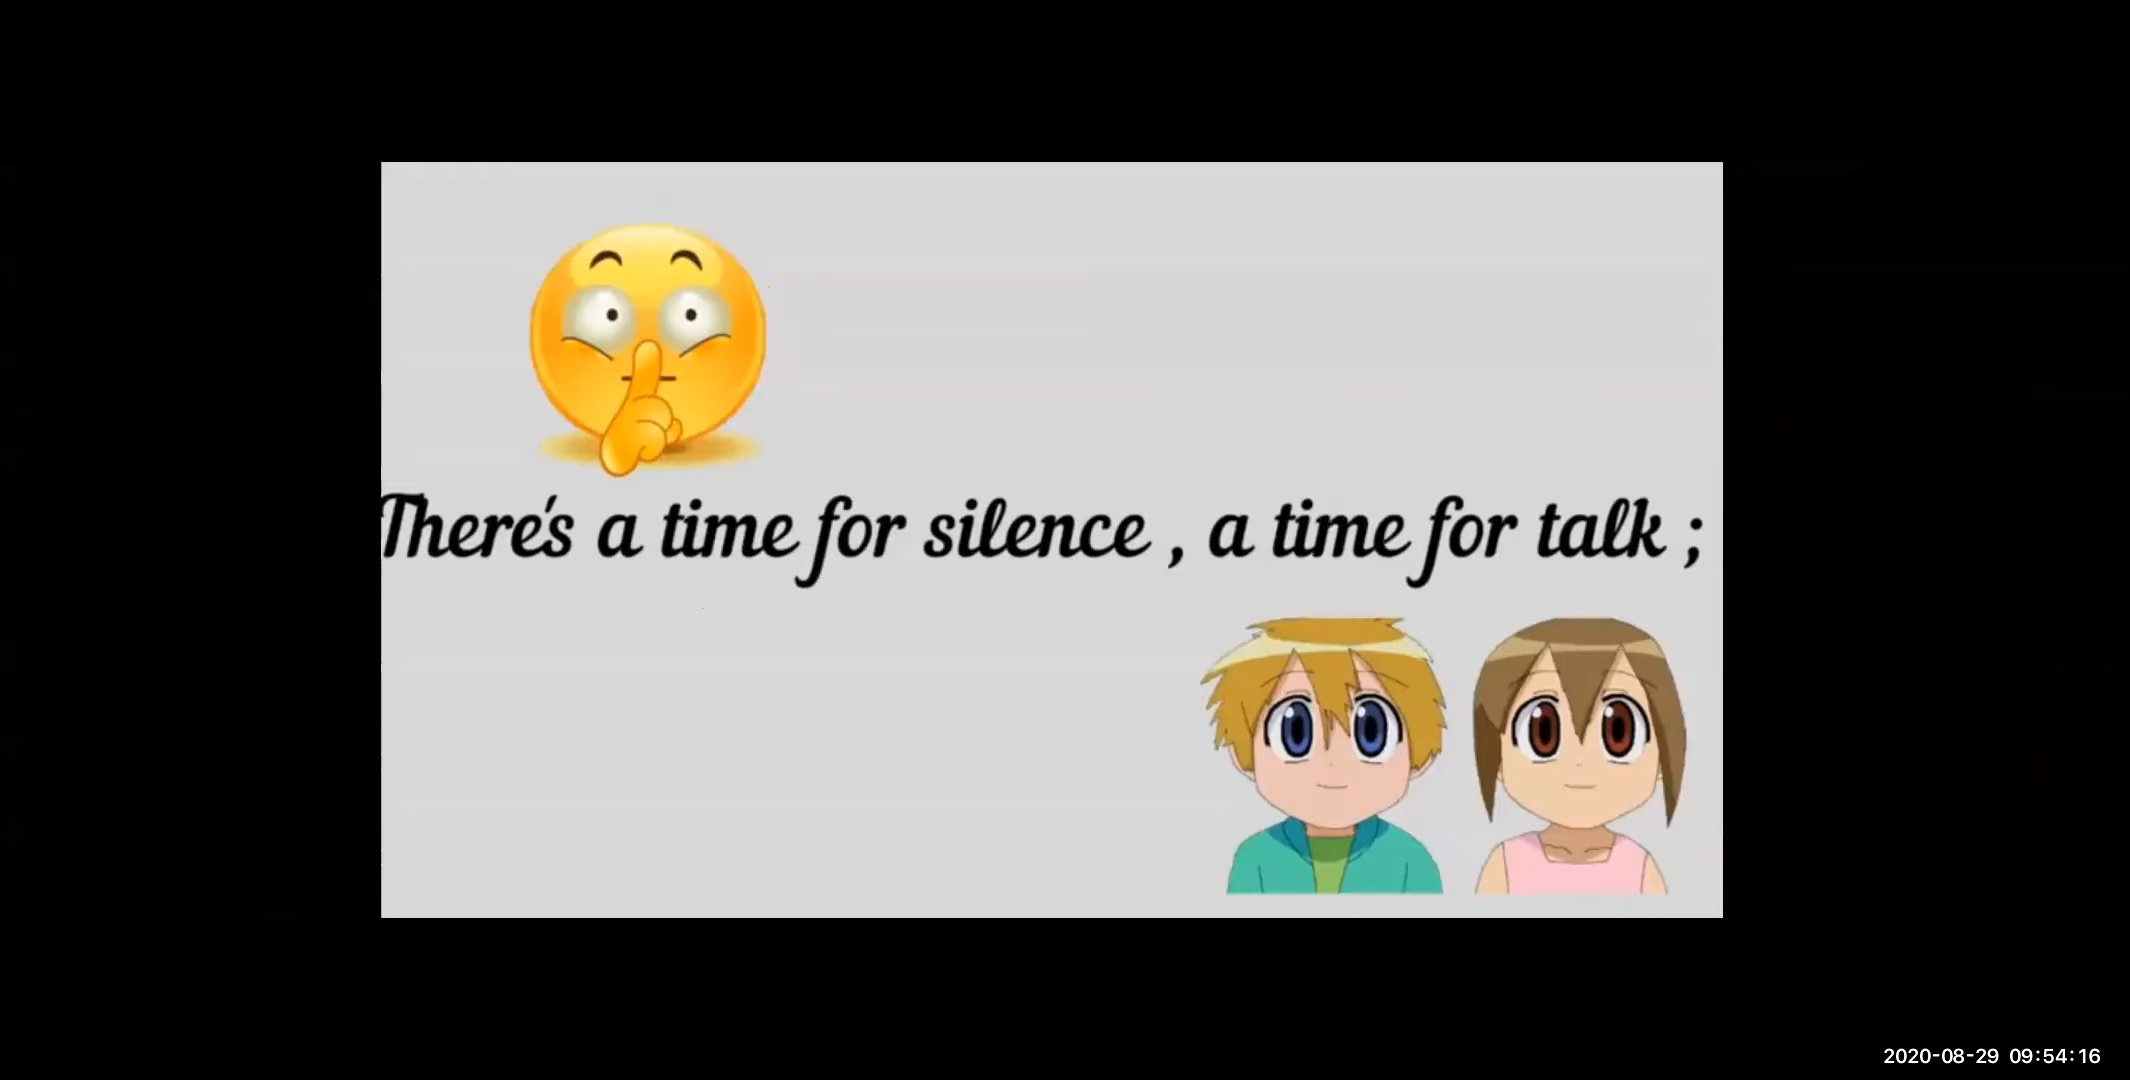 There's a time for silence , a time for talk ;
2020-08-29 09:54:16